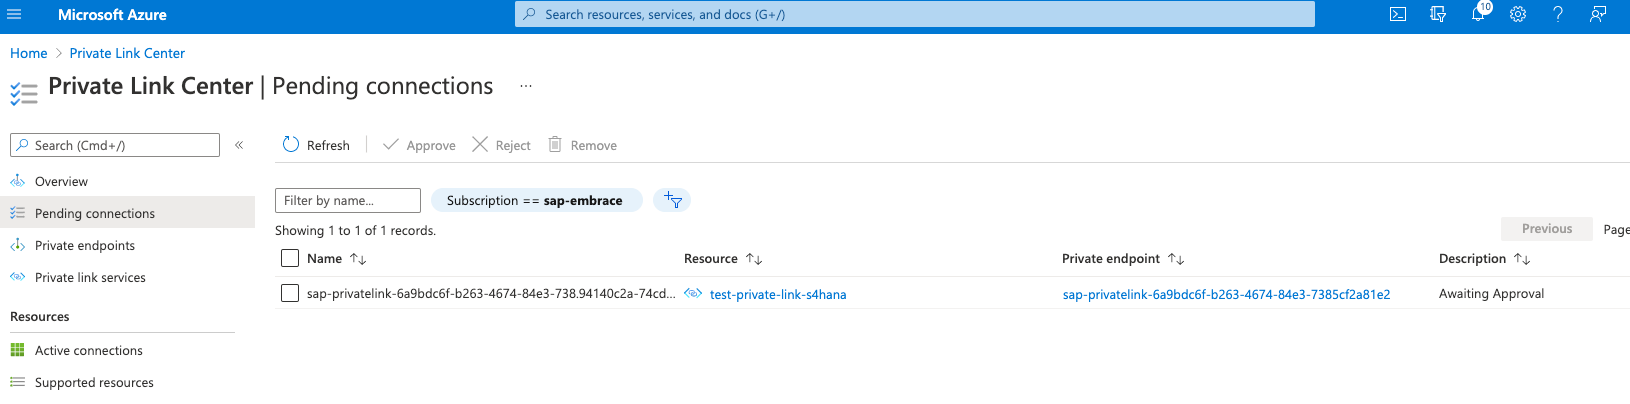 Microsoft Azure
Search resources, services, and docs (G+/)
10
Home > Private Link Center
Private Link Center | Pending connections ...
Search (Cmd+/) «
Overview
Pending connections
Private endpoints
Private link services
Resources
Active connections
Supported resources
Refresh Approve Reject Remove
Filter by name... Subscription == sap-embrace
Showing 1 to 1 of 1 records. Previous Page
Name ↑↓ Resource ↑↓ Private endpoint ↑↓ Description ↑↓
sap-privatelink-6a9bdc6f-b263-4674-84e3-738.94140c2a-74cd... test-private-link-s4hana sap-privatelink-6a9bdc6f-b263-4674-84e3-7385cf2a81e2 Awaiting Approval